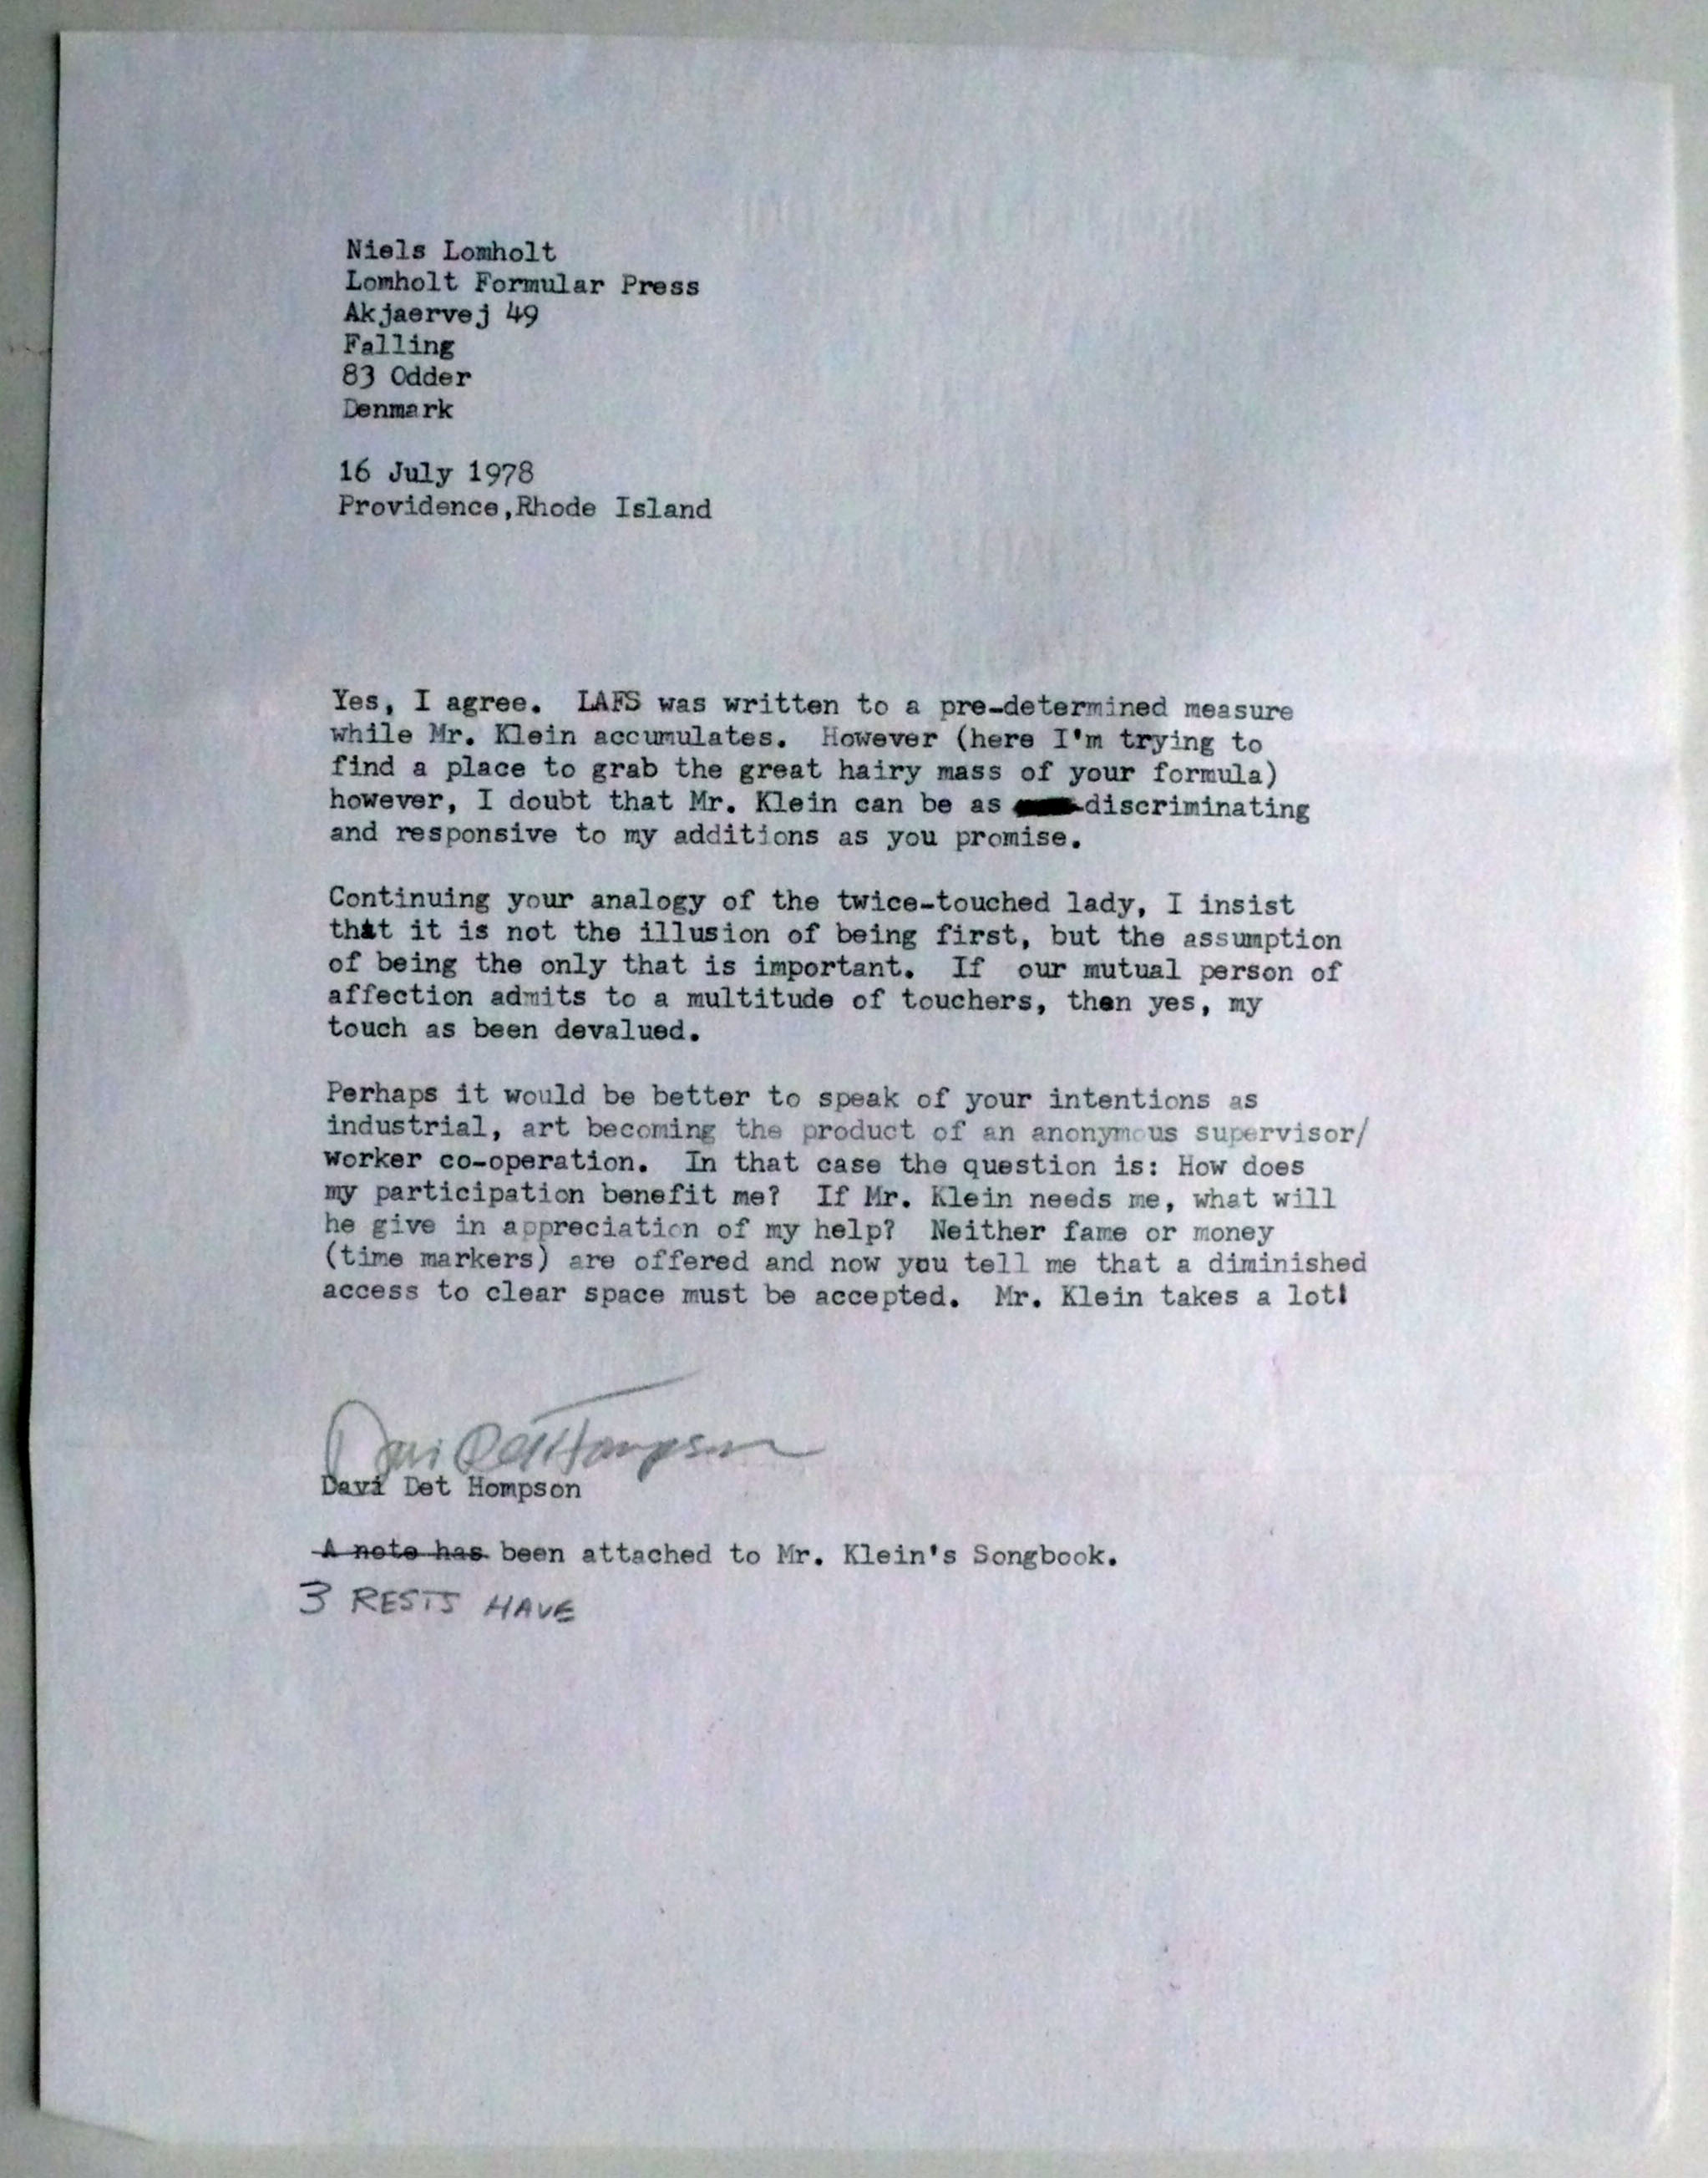 Niels Lomholt
Lomholt Formular Press
Akjaervej 49
Falling
83 Odder
Denmark
16 July 1978
Providence,Rhode Island
Yes, I agree.  LAFS was written to a pre-determined measure
while Mr. Klein accumulates.  However (here I'm trying to
find a place to grab the great hairy mass of your formula)
however, I doubt that Mr. Klein can be as discriminating
and responsive to my additions as you promise.
Continuing your analogy of the twice-touched lady, I insist
that it is not the illusion of being first, but the assumption
of being the only that is important.  If  our mutual person of
affection admits to a multitude of touchers, then yes, my
touch as been devalued.
Perhaps it would be better to speak of your intentions as
industrial, art becoming the product of an anonymous supervisor/
worker co-operation.  In that case the question is: How does
my participation benefit me?  If Mr. Klein needs me, what will
he give in appreciation of my help?  Neither fame or money
(time markers) are offered and now you tell me that a diminished
access to clear space must be accepted.  Mr. Klein takes a lot!
Davi Det Hompson
Davi Det Hompson
A note has been attached to Mr. Klein's Songbook.
3 RESTS HAVE